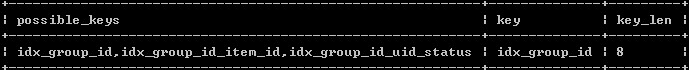 possible_keys | key | key_len
idx_group_id,idx_group_id_item_id,idx_group_id_uid_status | idx_group_id | 8